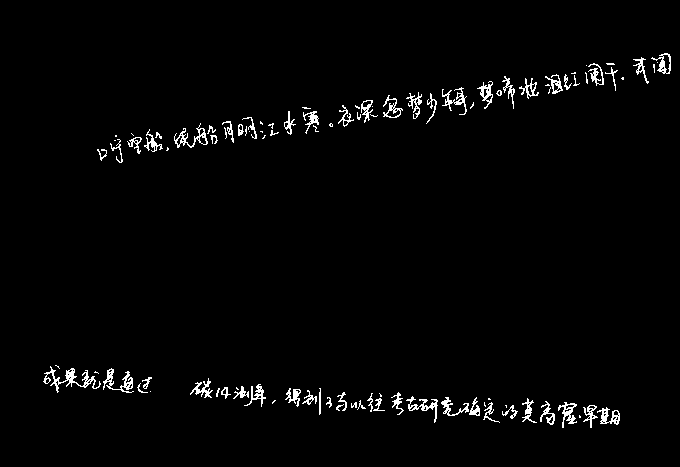 口守空船,绕船月明江水寒。夜深忽梦少年事,梦啼妆泪红阑干。我闻
成果就是通过 碳14测年,得到了与以往考古研究确定的莫高窟早期